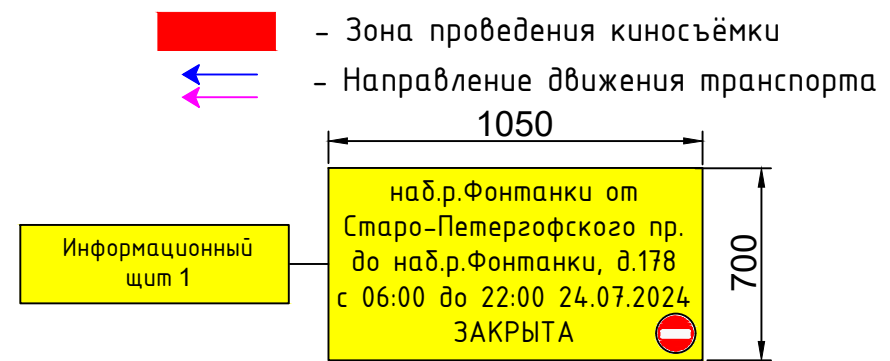 - Зона проведения киносъёмки
- Направление движения транспорта
1050
наб.р.Фонтанки от
Старо-Петергофского пр.
до наб.р.Фонтанки, д.178
с 06:00 до 22:00 24.07.2024
ЗАКРЫТА
700
Информационный
щит 1